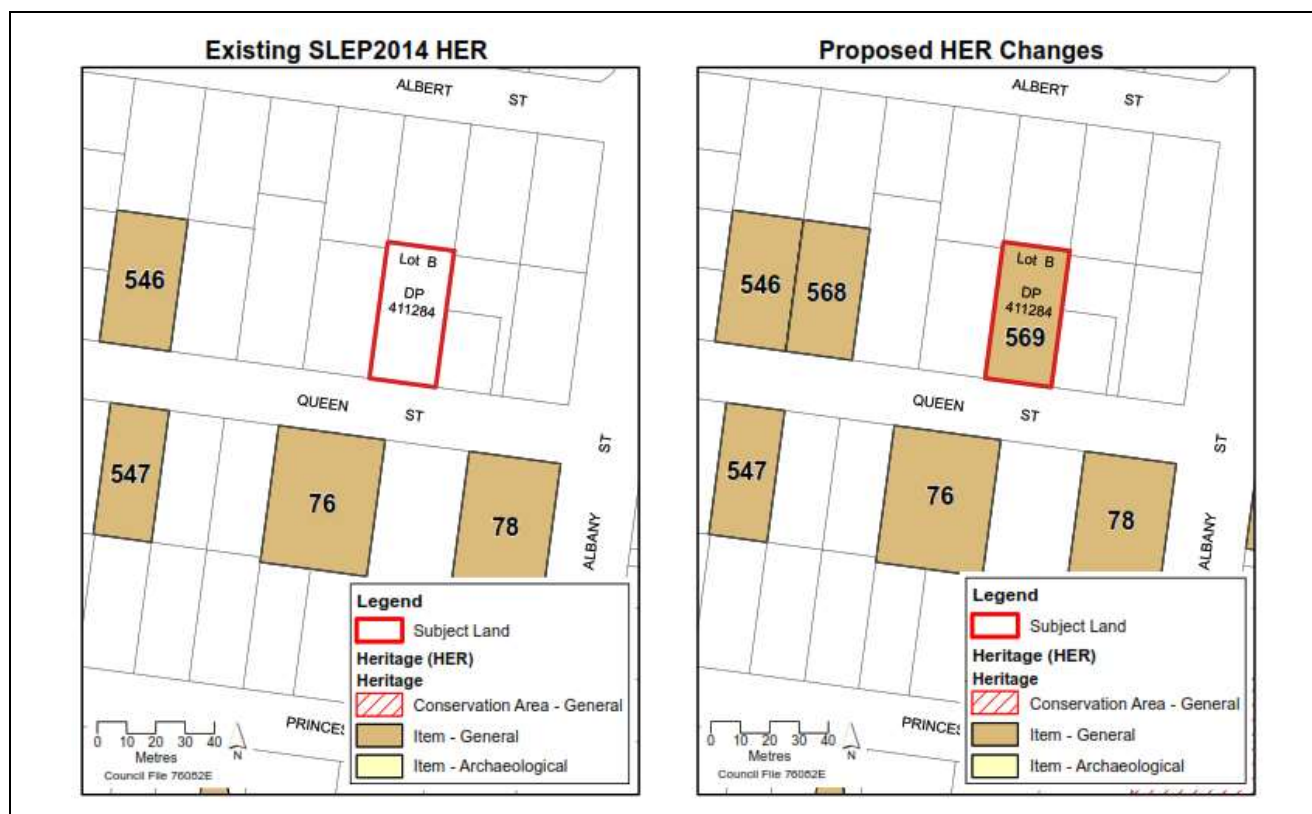 Existing SLEP2014 HER
ALBERT ST
546
Lot B
DP
411284
QUEEN ST
547
76
78
ALBANY ST
PRINCES
Legend
Subject Land
Heritage (HER)
Heritage
Conservation Area - General
Item - General
Item - Archaeological
0 10 20 30 40
Metres
N
Council File 76082E
Proposed HER Changes
ALBERT ST
546
568
Lot B
DP
411284
569
QUEEN ST
547
76
78
ALBANY ST
PRINCES
Legend
Subject Land
Heritage (HER)
Heritage
Conservation Area - General
Item - General
Item - Archaeological
0 10 20 30 40
Metres
N
Council File 76082E